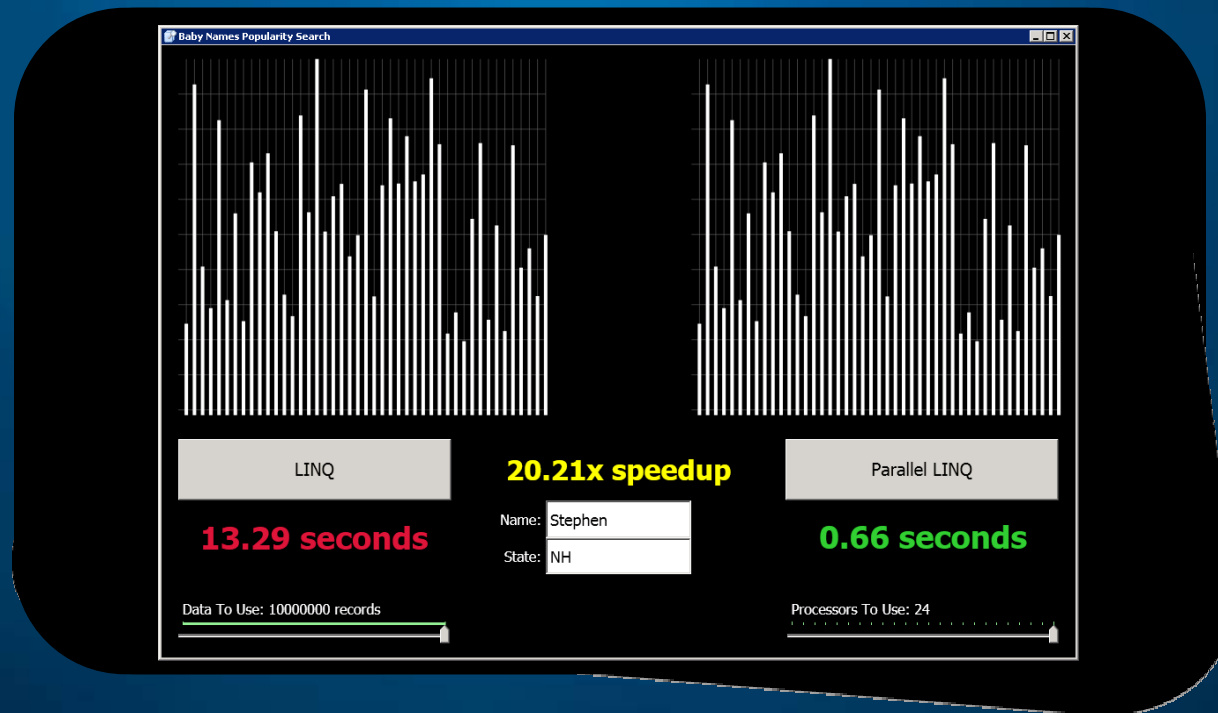 Baby Names Popularity Search
LINQ
20.21x speedup
Parallel LINQ
13.29 seconds
Name: Stephen
State: NH
0.66 seconds
Data To Use: 10000000 records
Processors To Use: 24